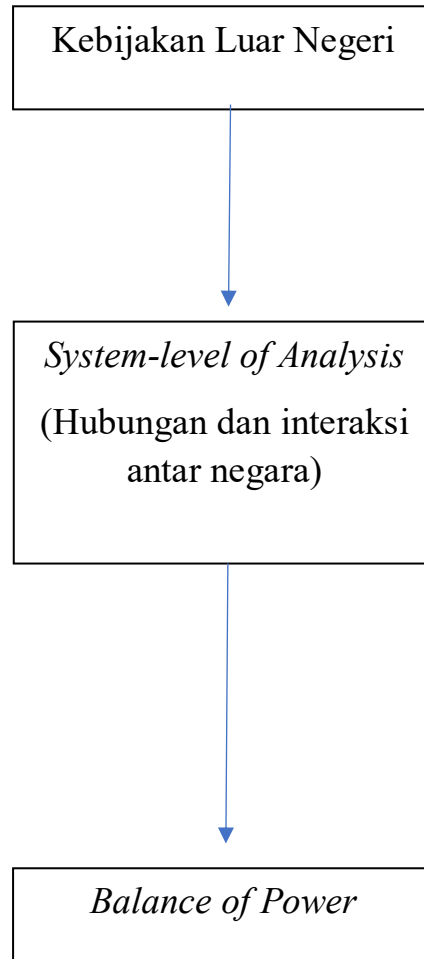 Kebijakan Luar Negeri
System-level of Analysis
(Hubungan dan interaksi
antar negara)
Balance of Power